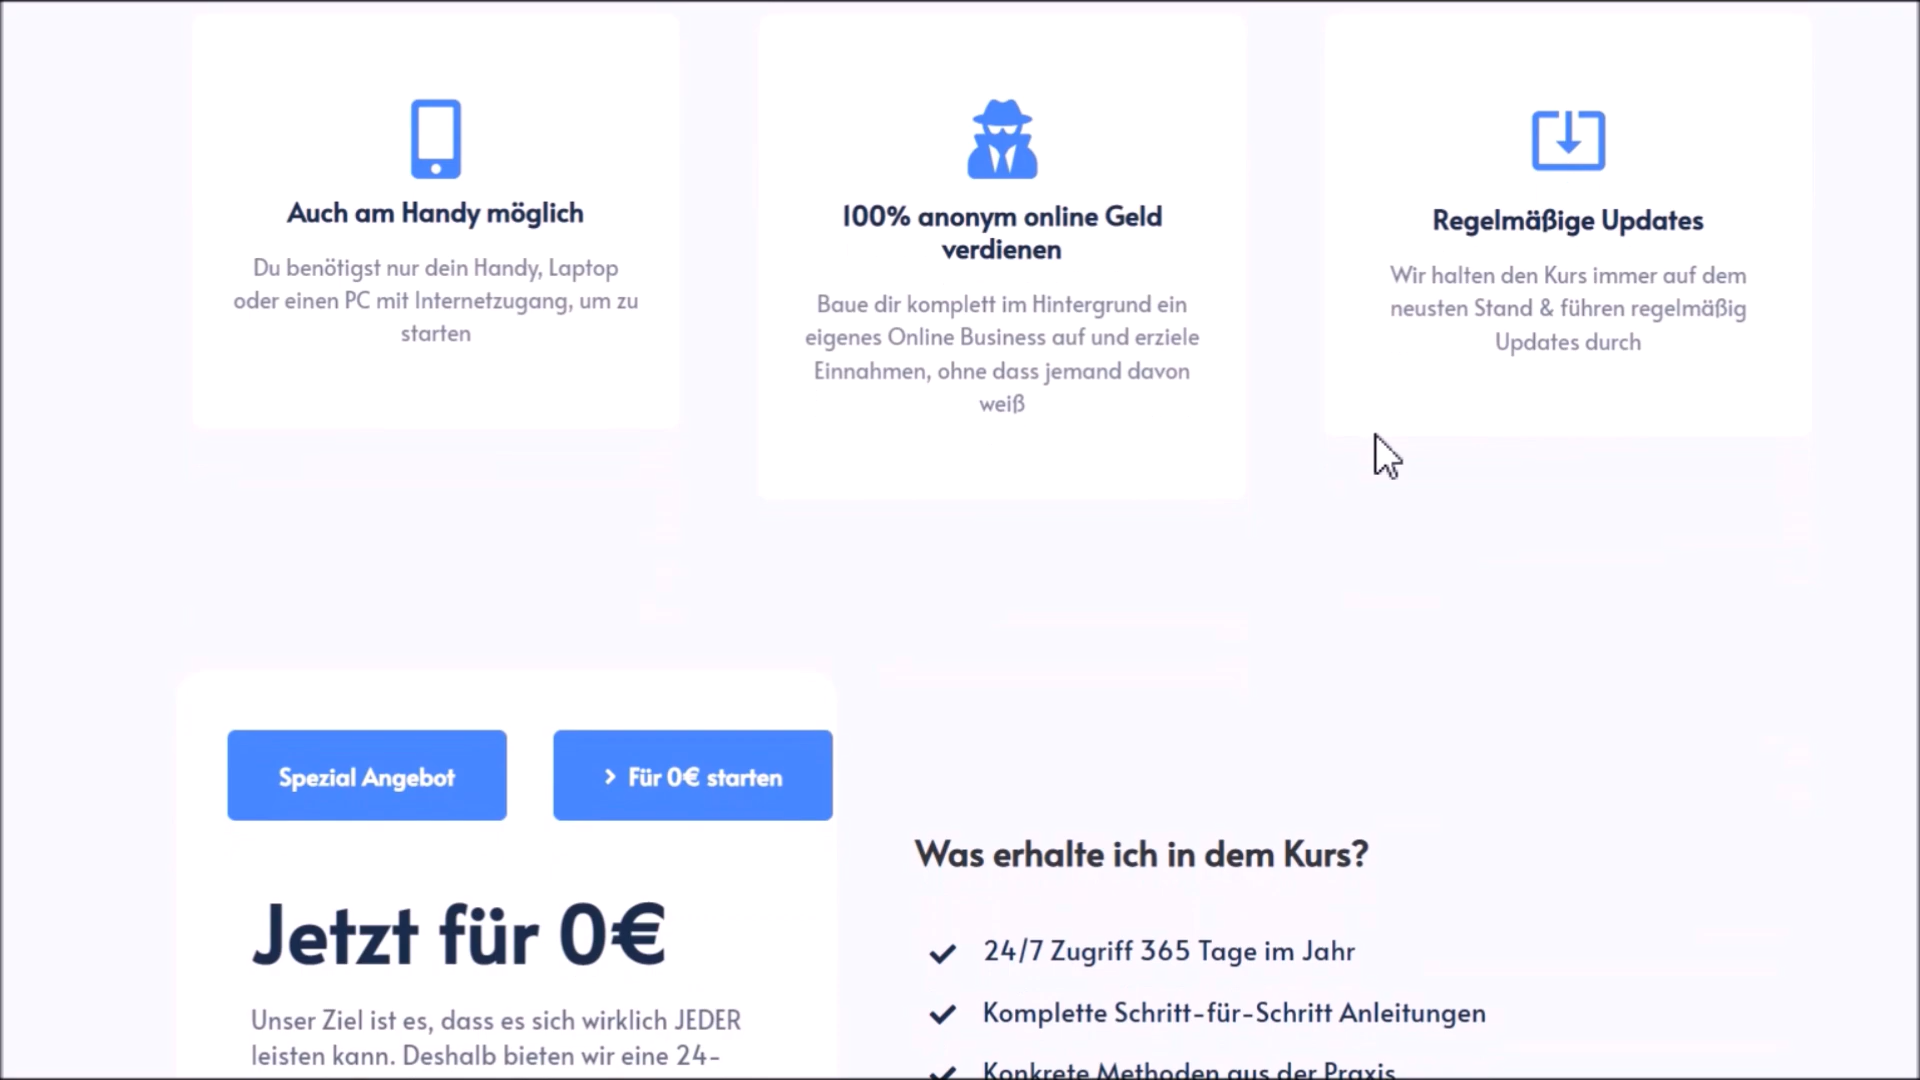 Auch am Handy möglich
Du benötigst nur dein Handy, Laptop
oder einen PC mit Internetzugang, um zu
starten
100% anonym online Geld
verdienen
Baue dir komplett im Hintergrund ein
eigenes Online Business auf und erziele
Einnahmen, ohne dass jemand davon
weiß
Regelmäßige Updates
Wir halten den Kurs immer auf dem
neusten Stand & führen regelmäßig
Updates durch
Spezial Angebot
Für 0€ starten
Jetzt für 0€
Unser Ziel ist es, dass es sich wirklich JEDER
leisten kann. Deshalb bieten wir eine 24-
Was erhalte ich in dem Kurs?
24/7 Zugriff 365 Tage im Jahr
Komplette Schritt-für-Schritt Anleitungen
Konkrete Methoden aus der Praxis